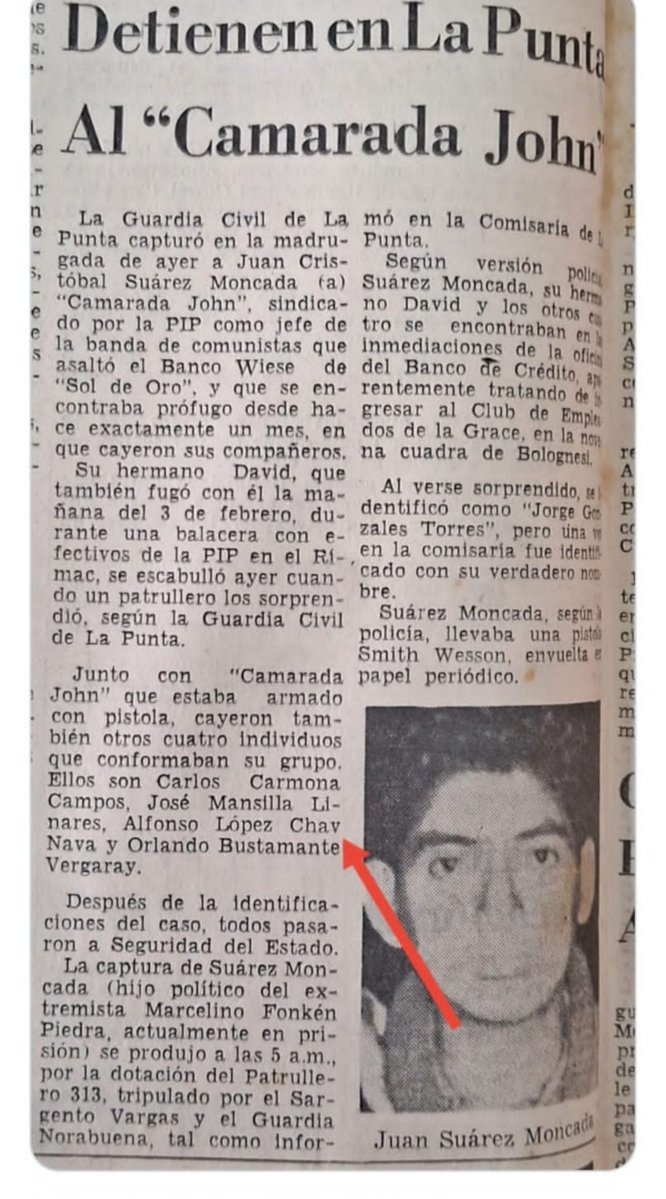 Detienen en La Punta
Al "Camarada John"
La Guardia Civil de La
Punta capturó en la madru-
gada de ayer a Juan Cris-
tóbal Suárez Moncada (a)
"Camarada John", sindica-
do por la PIP como jefe de
la banda de comunistas que
asaltó el Banco Wiese de
"Sol de Oro", y que se en-
contraba prófugo desde ha-
ce exactamente un mes, en
que cayeron sus compañeros.
Su hermano David, que
también fugó con él la ma-
ñana del 3 de febrero, du-
rante una balacera con e-
fectivos de la PIP en el Rí-
mac, se escabulló ayer cuan-
do un patrullero los sorpren-
dió, según la Guardia Civil
de La Punta.
Junto con "Camarada
John" que estaba armado
con pistola, cayeron tam-
bién otros cuatro individuos
que conformaban su grupo.
Ellos son Carlos Carmona
Campos, José Mansilla Li-
nares, Alfonso López Chav
Nava y Orlando Bustamante
Vergaray.
Después de la identifica-
ciones del caso, todos pasa-
ron a Seguridad del Estado.
La captura de Suárez Mon-
cada (hijo político del ex-
tremista Marcelino Fonkén
Piedra, actualmente en pri-
sión) se produjo a las 5 a.m.,
por la dotación del Patrulle-
ro 313, tripulado por el Sar-
gento Vargas y el Guardia
Norabuena, tal como infor-
mó en la Comisaría de
Punta.
Según versión
Suárez Moncada, su
no David y los otros
tro se encontraban en
inmediaciones de la
del Banco de Crédito,
rentemente tratando de
gresar al Club de
dos de la Grace, en la
na cuadra de Bolognesi.
Al verse sorprendido, se
dentificó como "Jorge
zales Torres", pero una
en la comisaría fue
cado con su verdadero
bre.
Suárez Moncada, según
policía, llevaba una pistola
Smith Wesson, envuelta
papel periódico.
Juan Suárez Moncada